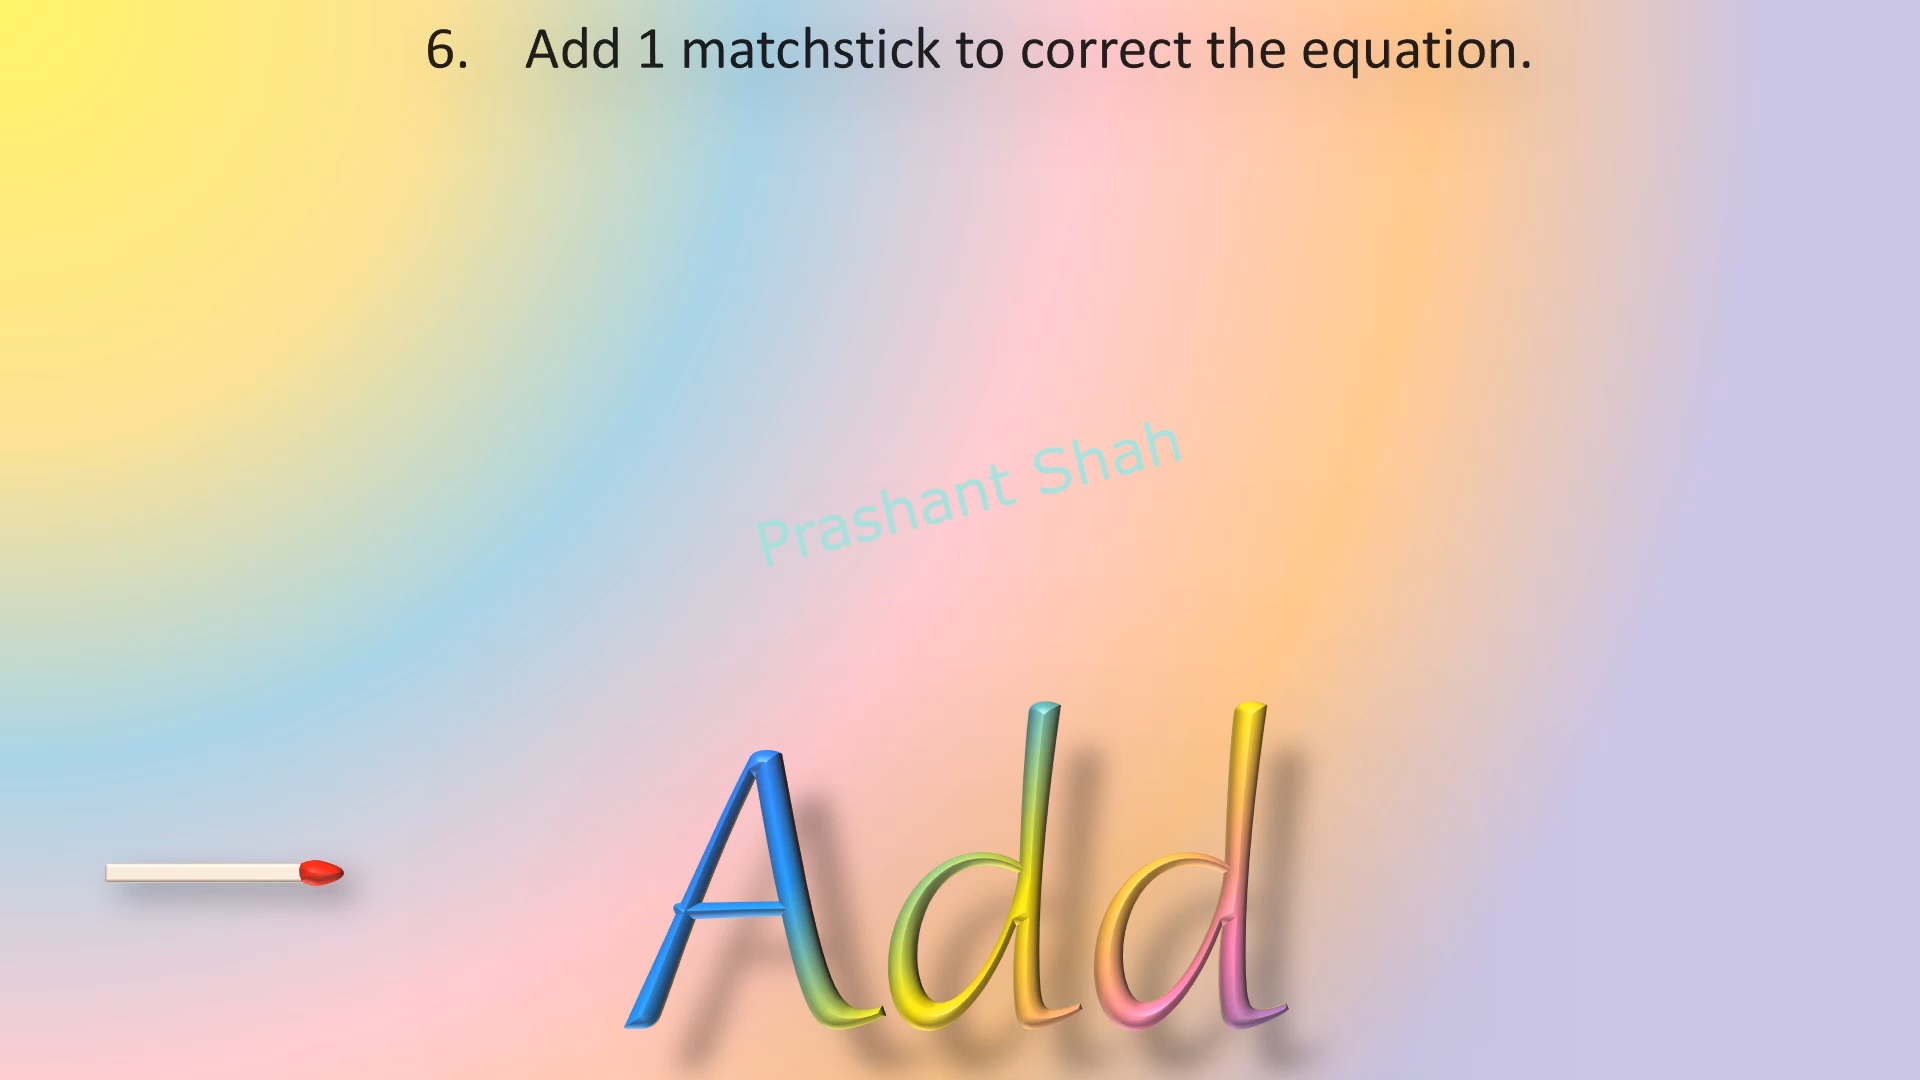 6. Add 1 matchstick to correct the equation.
Prashant Shah
Add